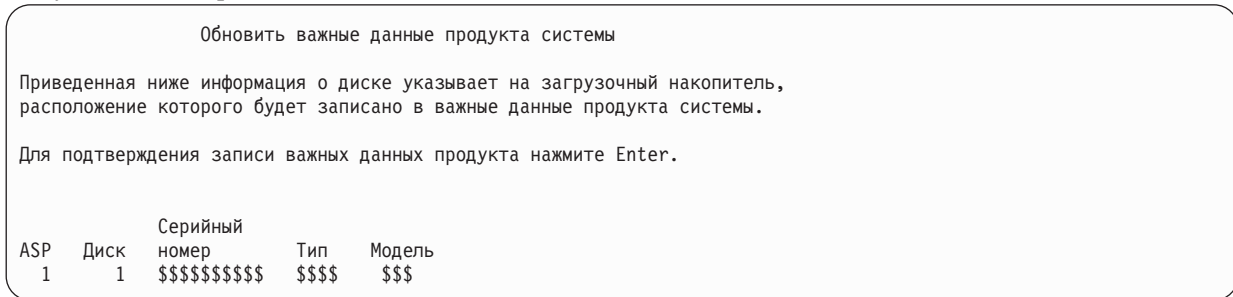 Обновить важные данные продукта системы
Приведенная ниже информация о диске указывает на загрузочный накопитель,
расположение которого будет записано в важные данные продукта системы.
Для подтверждения записи важных данных продукта нажмите Enter.
Серийный
ASP Диск номер Тип Модель
1 1 $$$$$$$$$$ $$$$ $$$